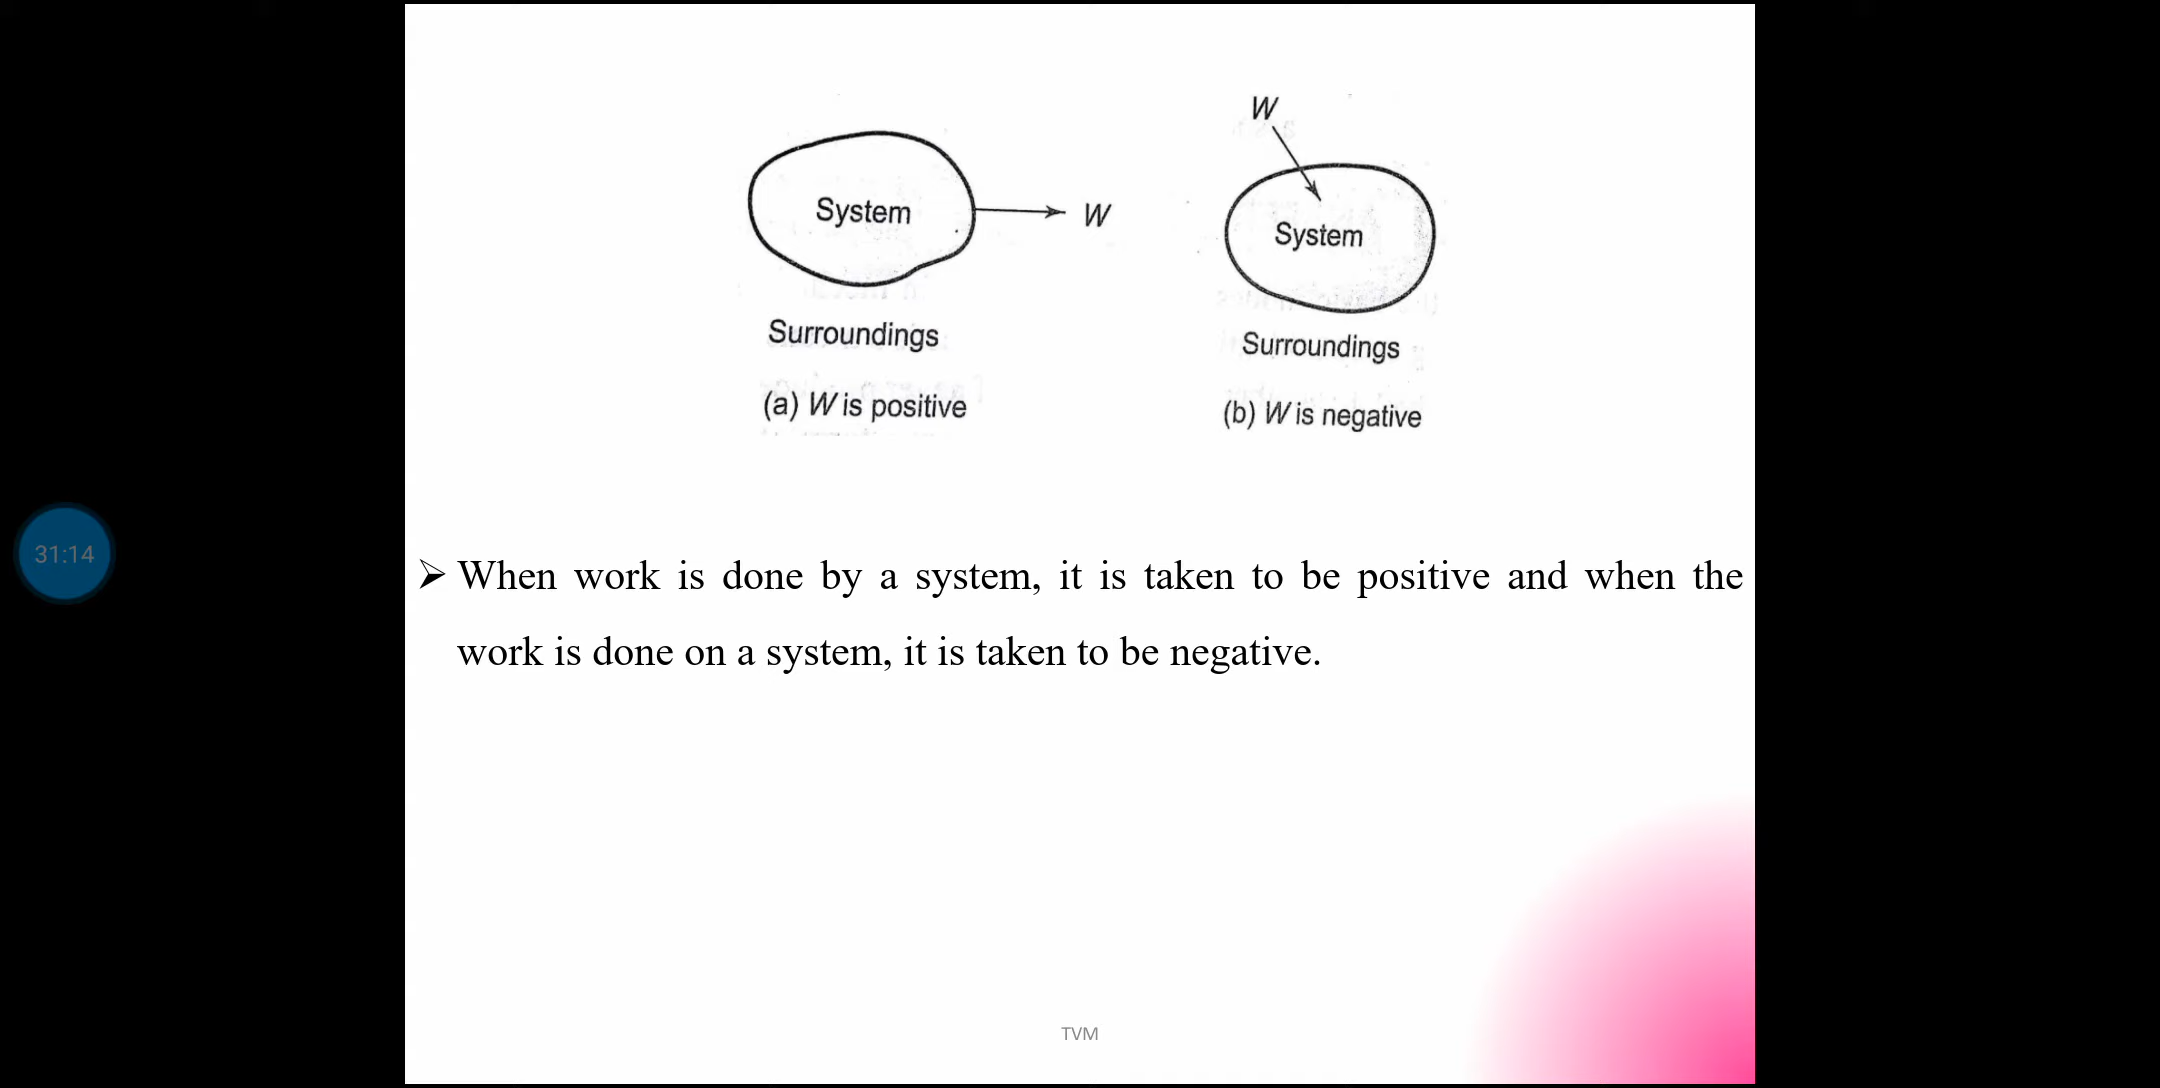 W
System
W
System
Surroundings
Surroundings
(a) W is positive
(b) W is negative
31:14
➢ When work is done by a system, it is taken to be positive and when the
work is done on a system, it is taken to be negative.
TVM